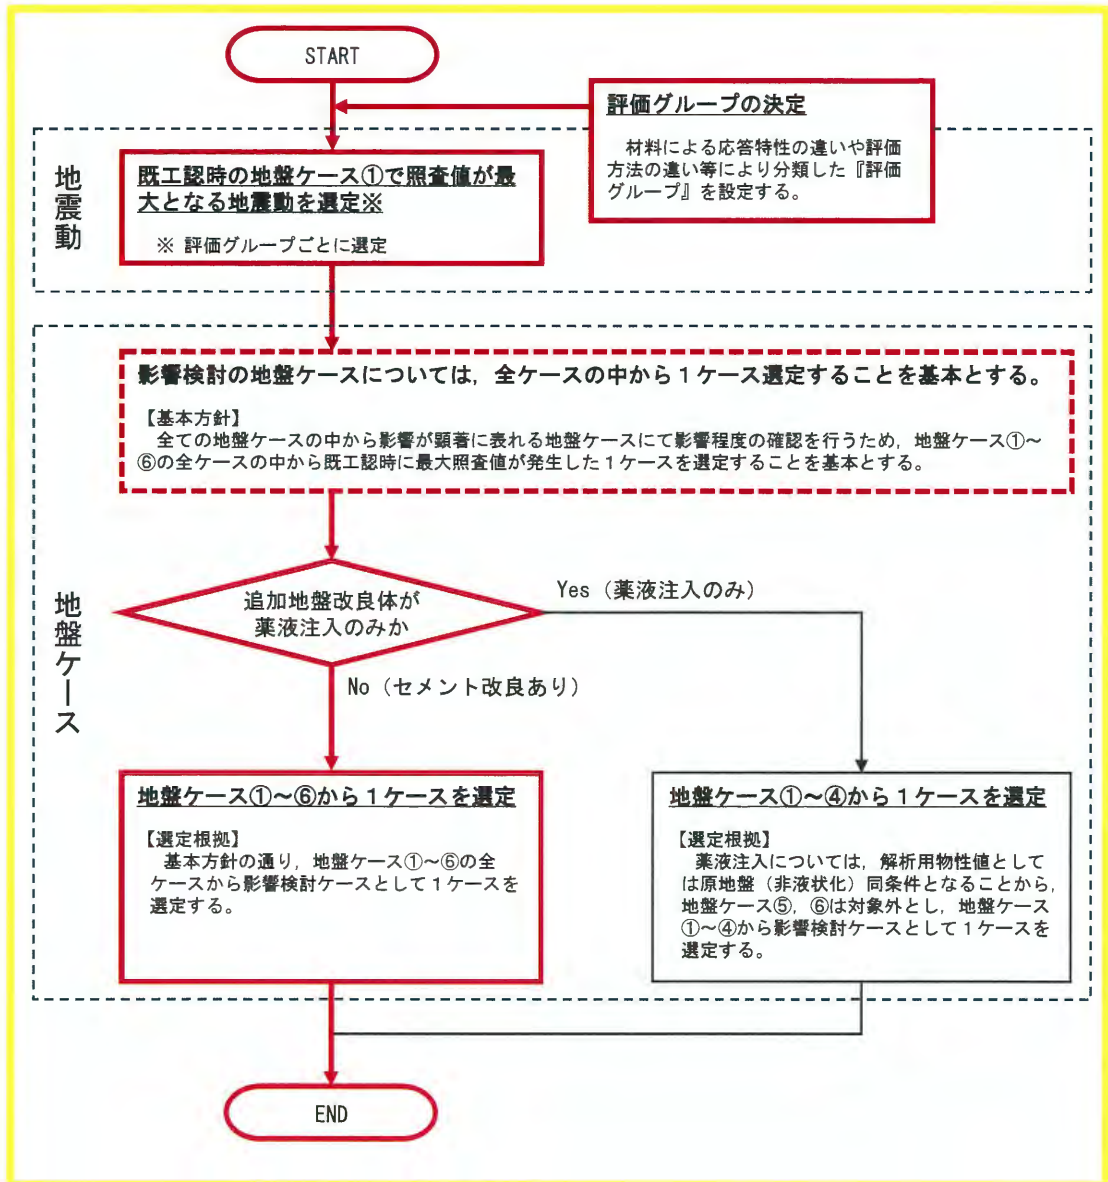 START
評価グループの決定
材料による応答特性の違いや評価
方法の違い等により分類した『評価
グループ』を設定する。
地震動
既工認時の地盤ケース①で照査値が最
大となる地震動を選定※
※ 評価グループごとに選定
地盤ケース
影響検討の地盤ケースについては，全ケースの中から１ケース選定することを基本とする。
【基本方針】
全ての地盤ケースの中から影響が顕著に表れる地盤ケースにて影響程度の確認を行うため，地盤ケース①～
⑥の全ケースの中から既工認時に最大照査値が発生した１ケースを選定することを基本とする。
追加地盤改良体が
薬液注入のみか
Yes（薬液注入のみ）
No（セメント改良あり）
地盤ケース①～⑥から１ケースを選定
【選定根拠】
基本方針の通り，地盤ケース①～⑥の全
ケースから影響検討ケースとして１ケースを
選定する。
地盤ケース①～④から１ケースを選定
【選定根拠】
薬液注入については，解析用物性値として
は原地盤（非液状化）同条件となることから，
地盤ケース⑤，⑥は対象外とし，地盤ケース
①～④から影響検討ケースとして１ケースを
選定する。
END